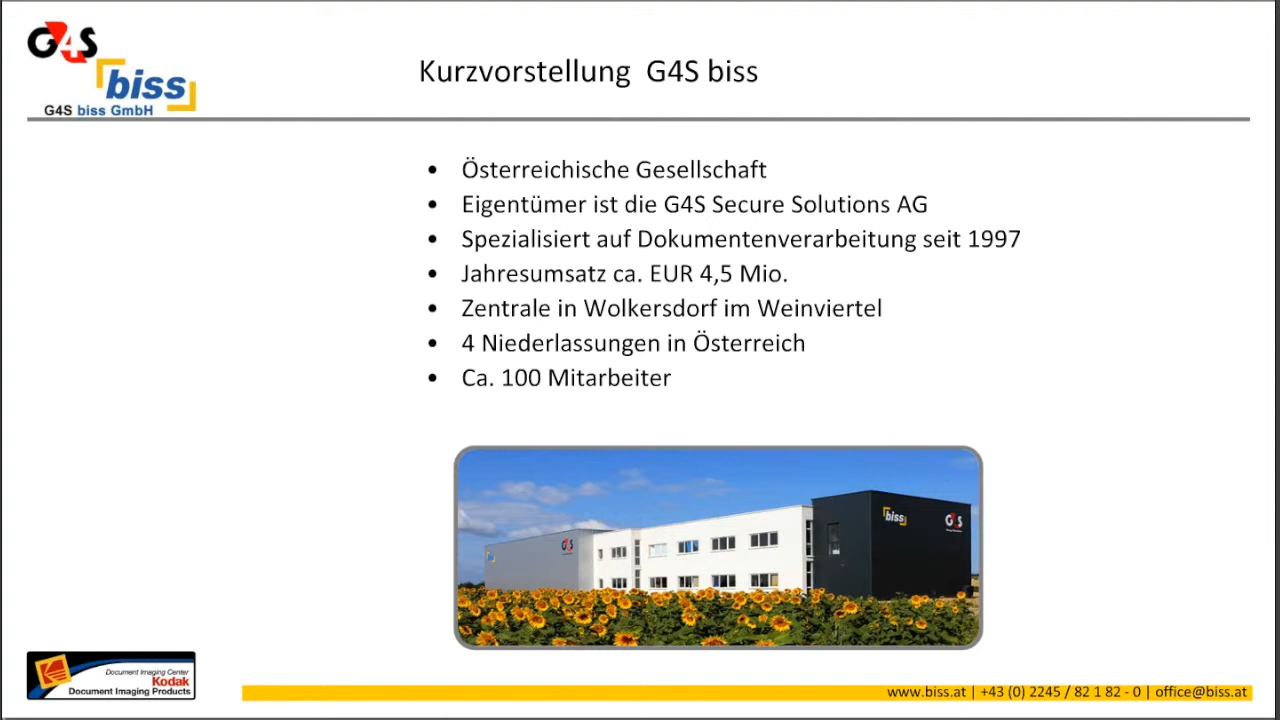 G4S
biss
G4S biss GmbH
Kurzvorstellung G4S biss
• Österreichische Gesellschaft
• Eigentümer ist die G4S Secure Solutions AG
• Spezialisiert auf Dokumentenverarbeitung seit 1997
• Jahresumsatz ca. EUR 4,5 Mio.
• Zentrale in Wolkersdorf im Weinviertel
• 4 Niederlassungen in Österreich
• Ca. 100 Mitarbeiter
biss
G4S
G4S
Document Imaging Center
Kodak
Document Imaging Products
www.biss.at | +43 (0) 2245 / 82 1 82 - 0 | office@biss.at